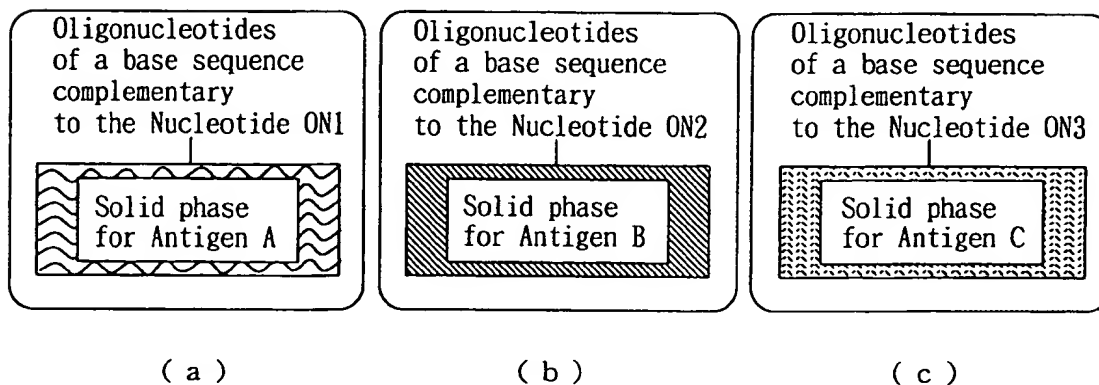 Oligonucleotides
of a base sequence
complementary
to the Nucleotide ON1
Solid phase
for Antigen A
Oligonucleotides
of a base sequence
complementary
to the Nucleotide ON2
Solid phase
for Antigen B
Oligonucleotides
of a base sequence
complementary
to the Nucleotide ON3
Solid phase
for Antigen C
( a )
( b )
( c )